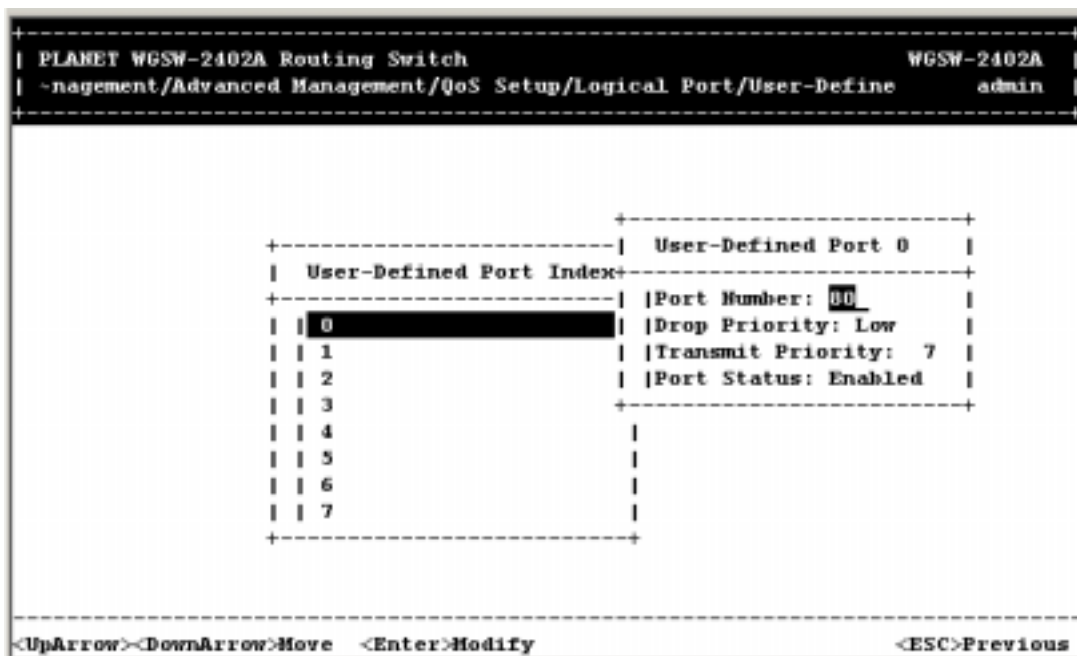 PLANET WGSW-2402A Routing Switch WGSW-2402A
~nagement/Advanced Management/QoS Setup/Logical Port/User-Define admin
User-Defined Port 0
User-Defined Port Index
Port Number: 80_
0 Drop Priority: Low
1 Transmit Priority: 7
2 Port Status: Enabled
3
4
5
6
7
<UpArrow><DownArrow>Move <Enter>Modify <ESC>Previous